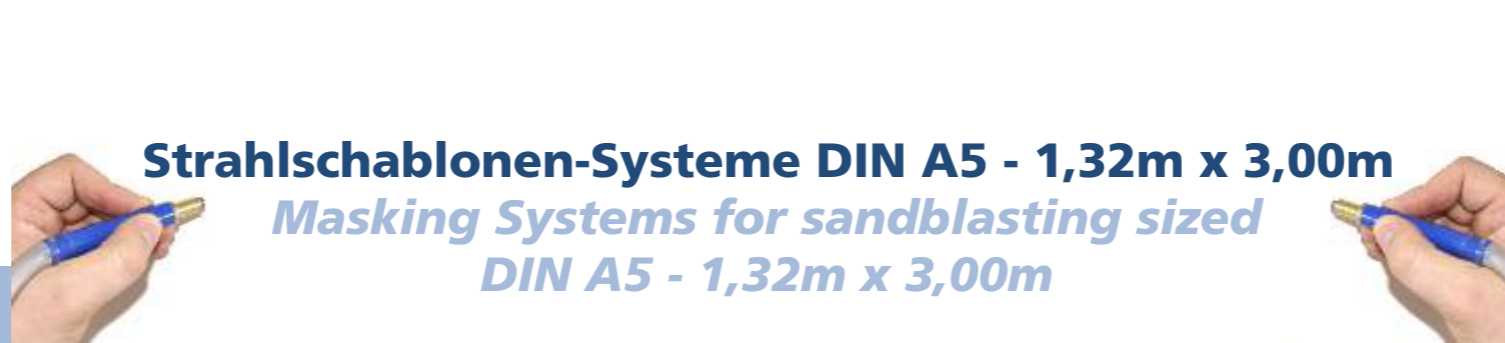 Strahlschablonen-Systeme DIN A5 - 1,32m x 3,00m
Masking Systems for sandblasting sized
DIN A5 - 1,32m x 3,00m